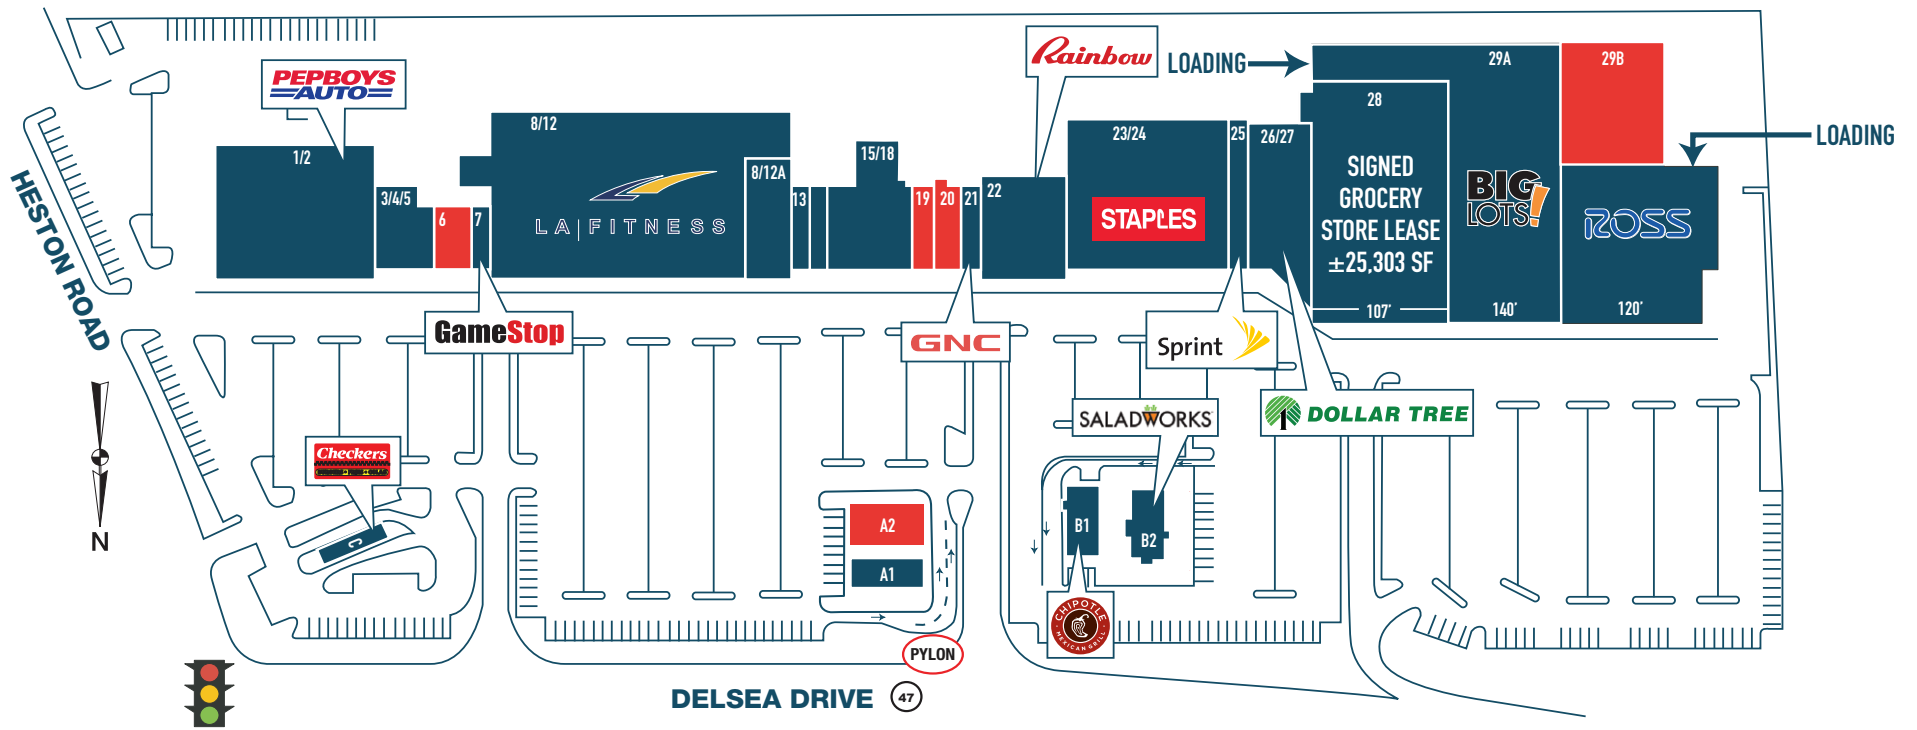 PEPBOYS
AUTO
Rainbow
LOADING
29A
29B
28
LOADING
1/2
8/12
15/18
23/24
25
26/27
8/12A
3/4/5
6
7
13
19
20
21
22
SIGNED
GROCERY
STORE LEASE
±25,303 SF
BIG
LOTS!
ROSS
LA|FITNESS
STAPLES
107'
140'
120'
HESTON ROAD
GameStop
GNC
Sprint
SALADWORKS
DOLLAR TREE
Checkers
C
N
A2
A1
B1
B2
CHIPOTLE
MEXICAN GRILL
PYLON
DELSEA DRIVE
47